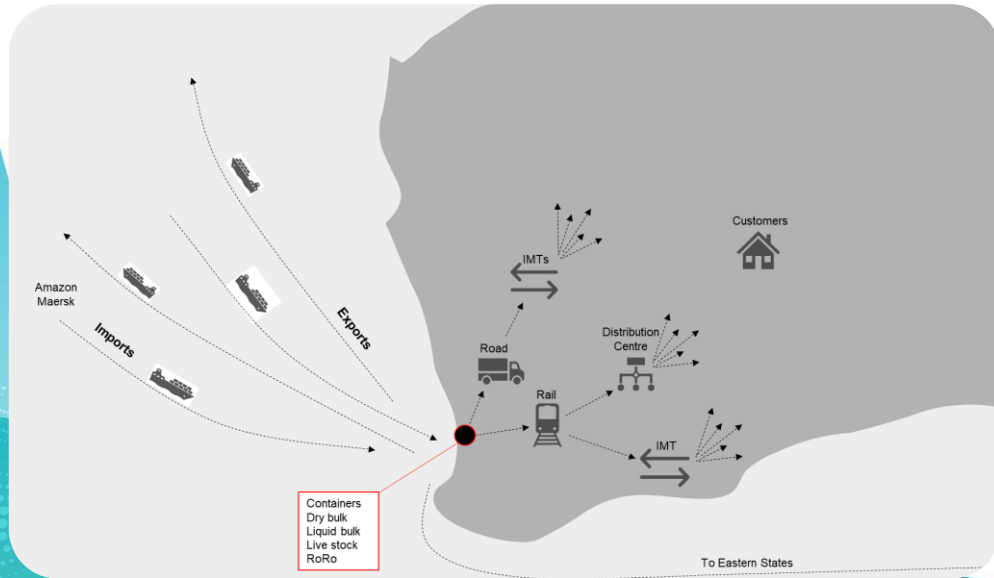 Customers
IMTs
Amazon
Maersk
Imports
Exports
Road
Distribution
Centre
Rail
IMT
Containers
Dry bulk
Liquid bulk
Live stock
RoRo
To Eastern States